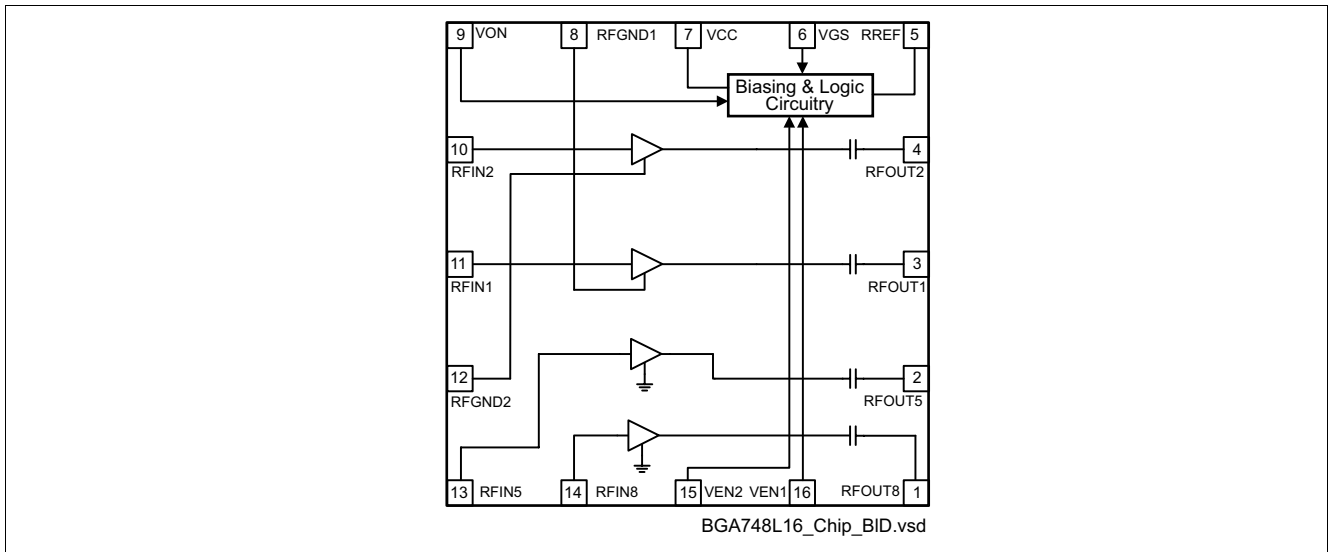 9 VON 8 RFGND1 7 VCC 6 VGS RREF 5
Biasing & Logic
Circuitry
10 4
RFIN2 RFOUT2
11 3
RFIN1 RFOUT1
12 2
RFGND2 RFOUT5
13 RFIN5 14 RFIN8 15 VEN2 VEN1 16 RFOUT8 1
BGA748L16_Chip_BID.vsd